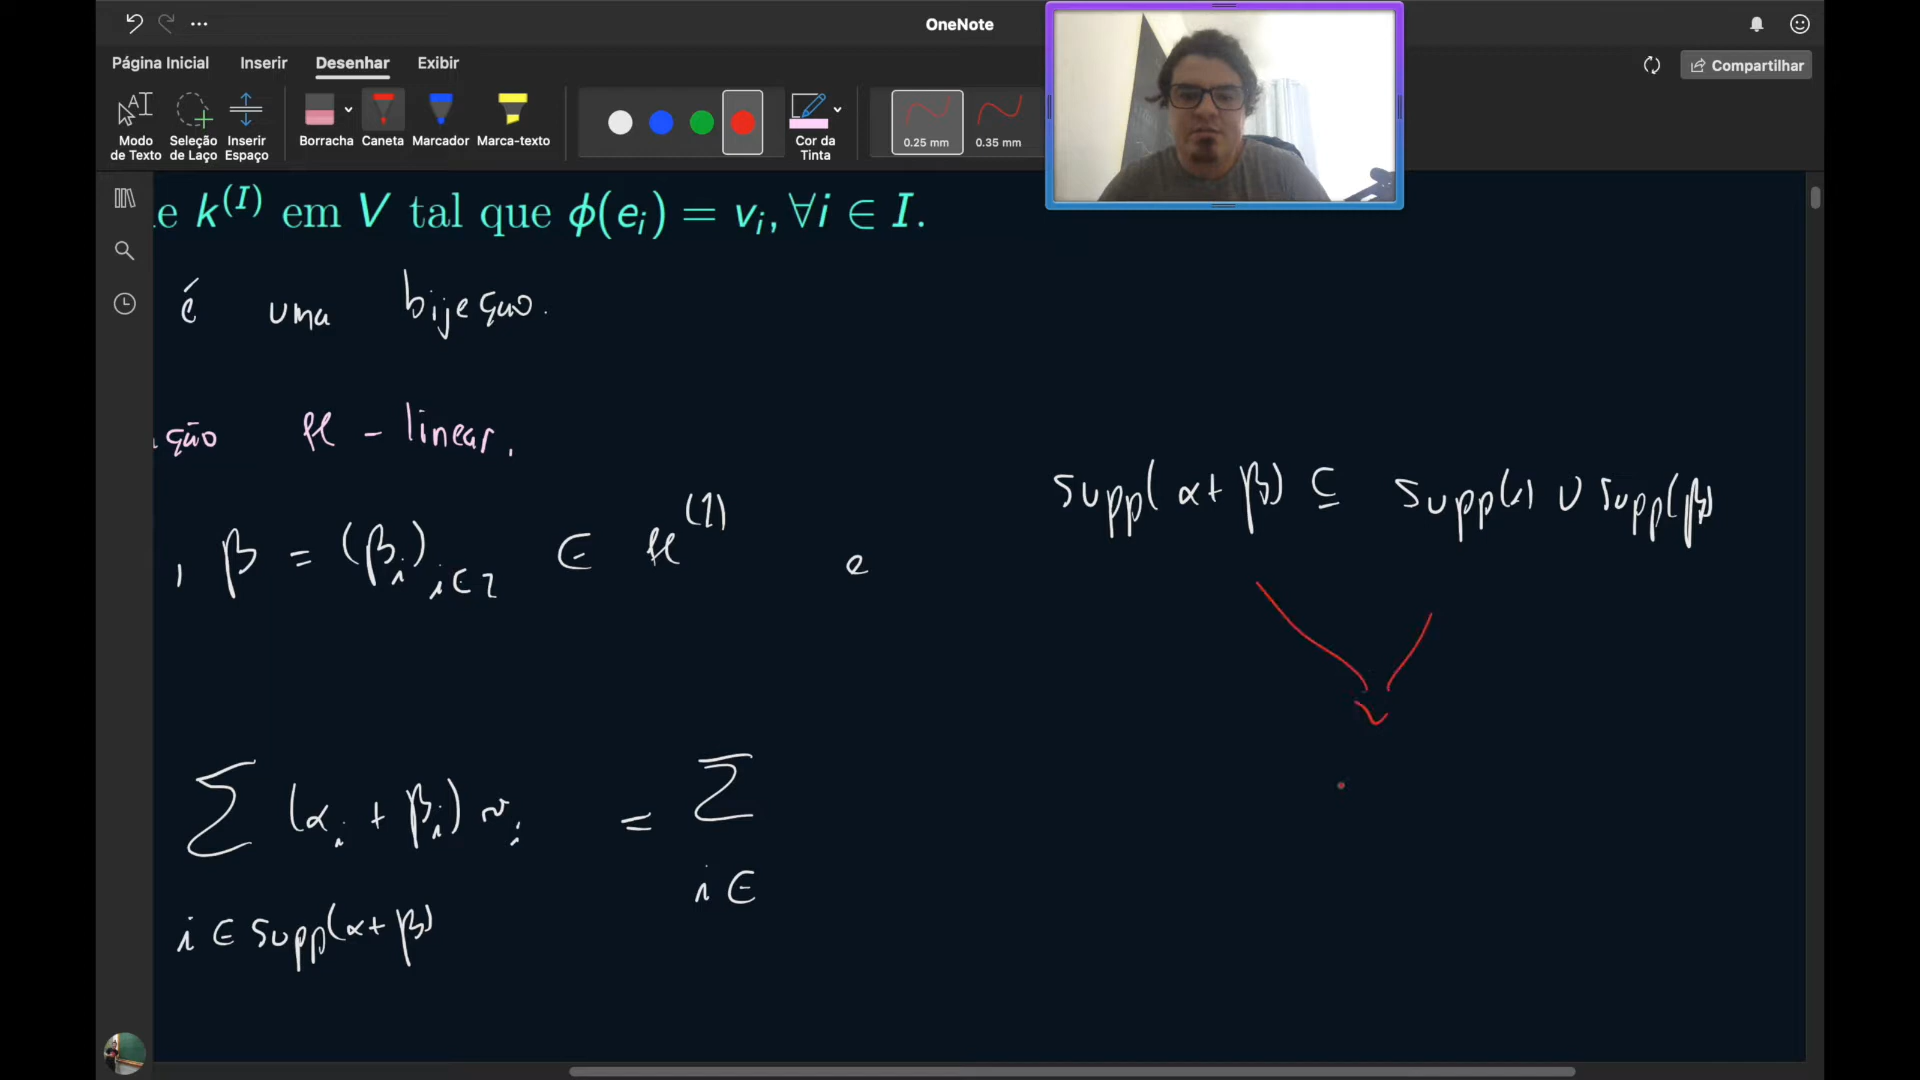 OneNote
Página Inicial Inserir Desenhar Exibir
Compartilhar
Modo de Texto Seleção de Laço Inserir Espaço Borracha Caneta Marcador Marca-texto Cor da Tinta 0.25 mm 0.35 mm
e k^(I) em V tal que ϕ(e_i) = v_i, ∀i ∈ I.
é uma bijeção.
ção k - linear.
supp(α+β) ⊆ supp(α) ∪ supp(β)
, β = (β_i)_{i∈I} ∈ k^(I) e
∑ (α_i + β_i) v_i = ∑
i ∈ supp(α+β) i ∈